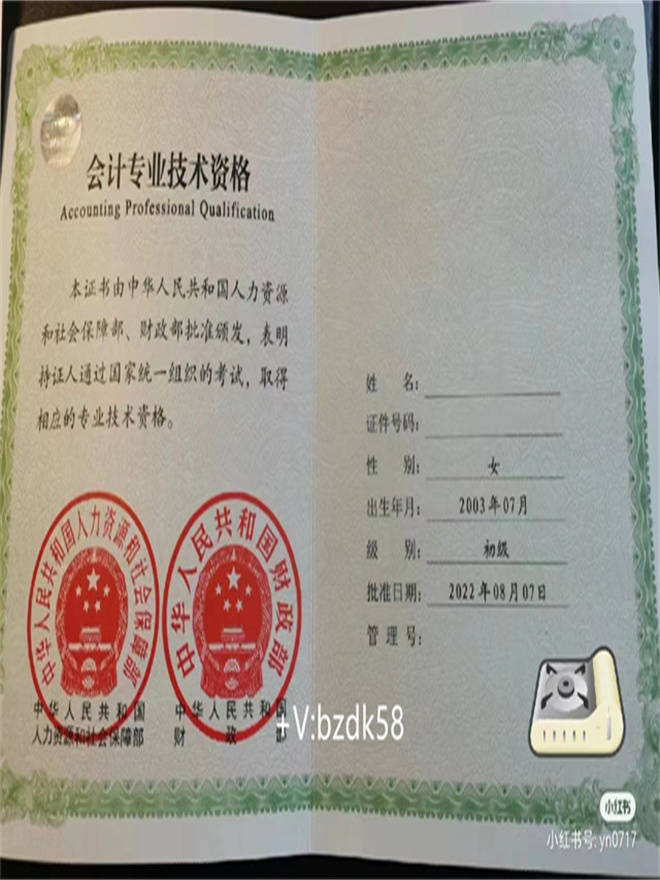 会计专业技术资格
Accounting Professional Qualification
本证书由中华人民共和国人力资源
和社会保障部、财政部批准颁发，表明
持证人通过国家统一组织的考试，取得
相应的专业技术资格。
中华人民共和国人力资源和社会保障部
中华人民共和国财政部
中华人民共和国
人力资源和社会保障部
中华人民共和国
财政部
姓名：
证件号码：
性别：女
出生年月：2003年07月
级别：初级
批准日期：2022年08月07日
管理号：
+V:bzdk58
小红书
小红书号: yn0717